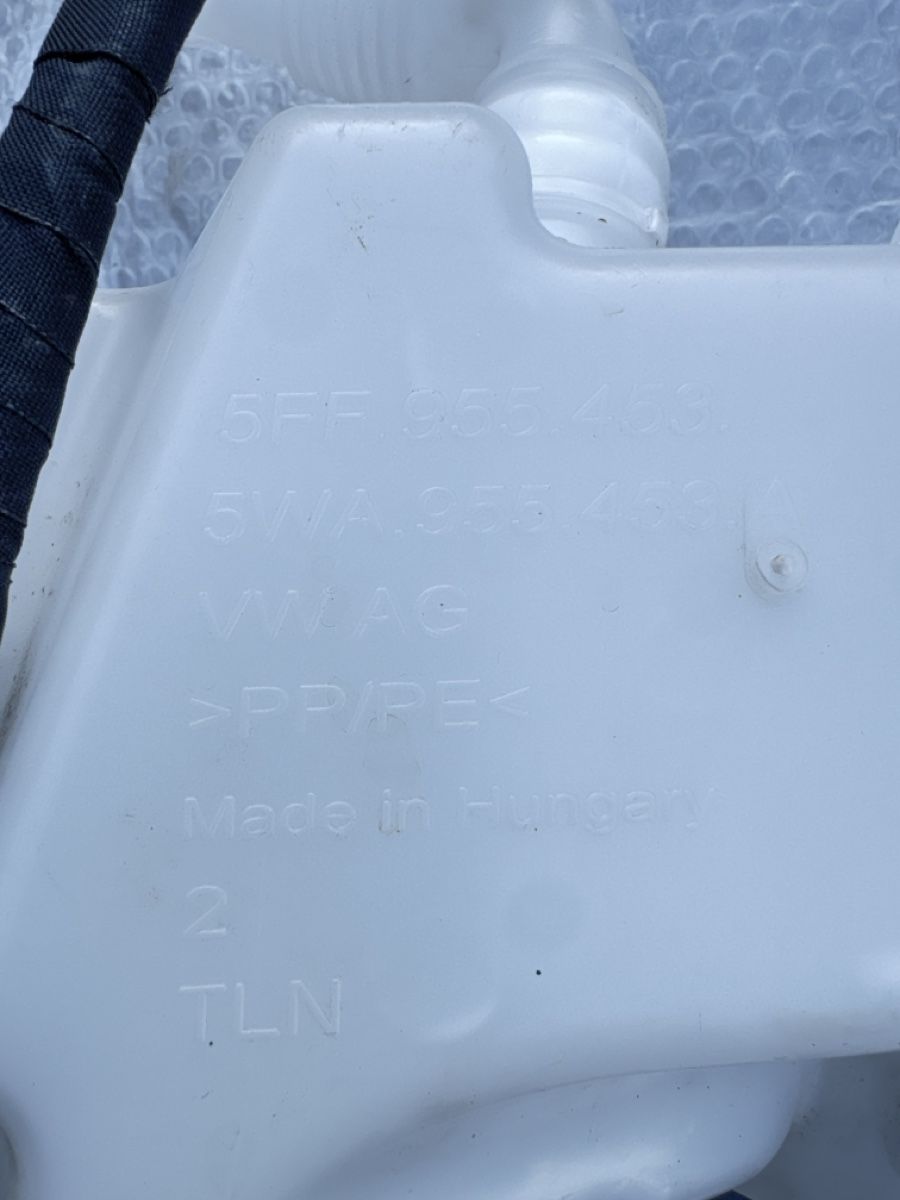 5FF.955.453.
5WA.955.453.A
VW AG
>PP/PE<
Made in Hungary
2
TLN